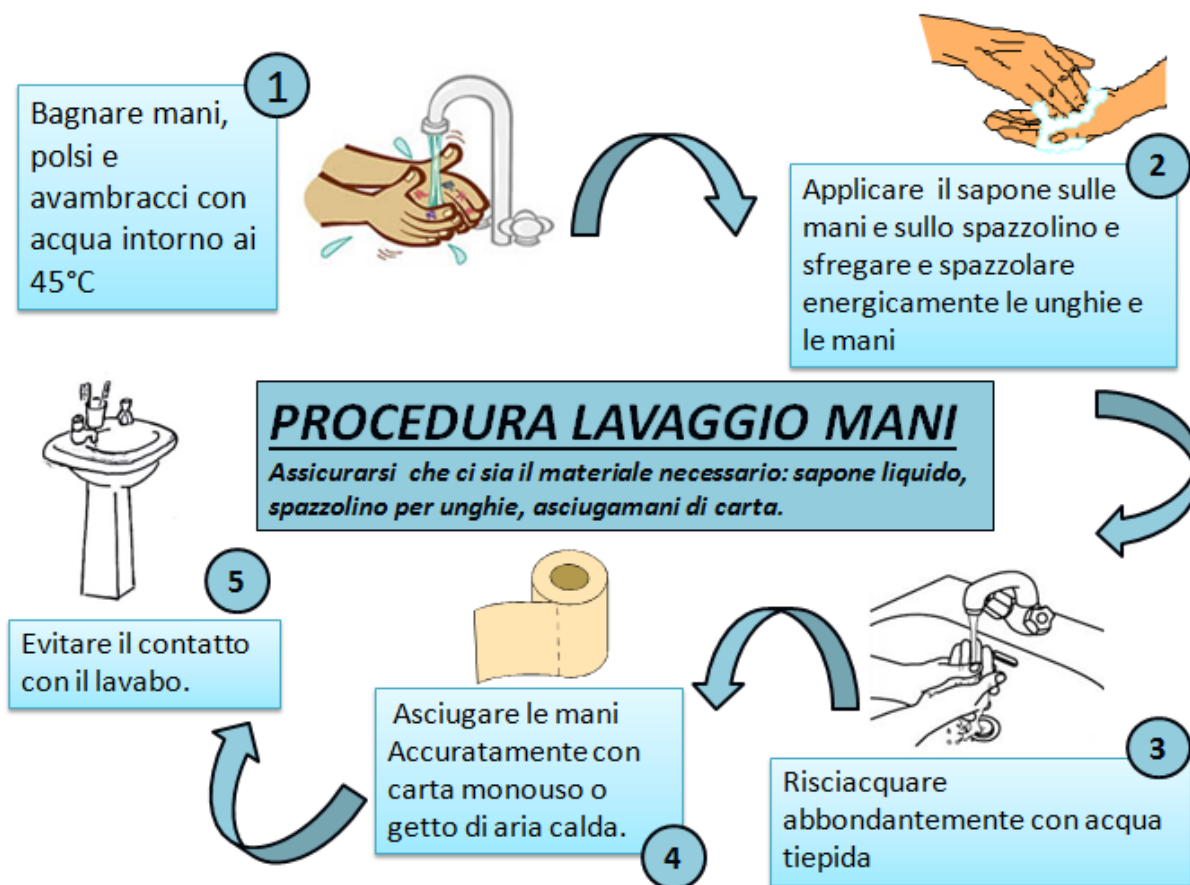 1
Bagnare mani,
polsi e
avambracci con
acqua intorno ai
45°C
2
Applicare il sapone sulle
mani e sullo spazzolino e
sfregare e spazzolare
energicamente le unghie e
le mani
PROCEDURA LAVAGGIO MANI
Assicurarsi che ci sia il materiale necessario: sapone liquido,
spazzolino per unghie, asciugamani di carta.
3
Risciacquare
abbondantemente con acqua
tiepida
4
Asciugare le mani
Accuratamente con
carta monouso o
getto di aria calda.
5
Evitare il contatto
con il lavabo.